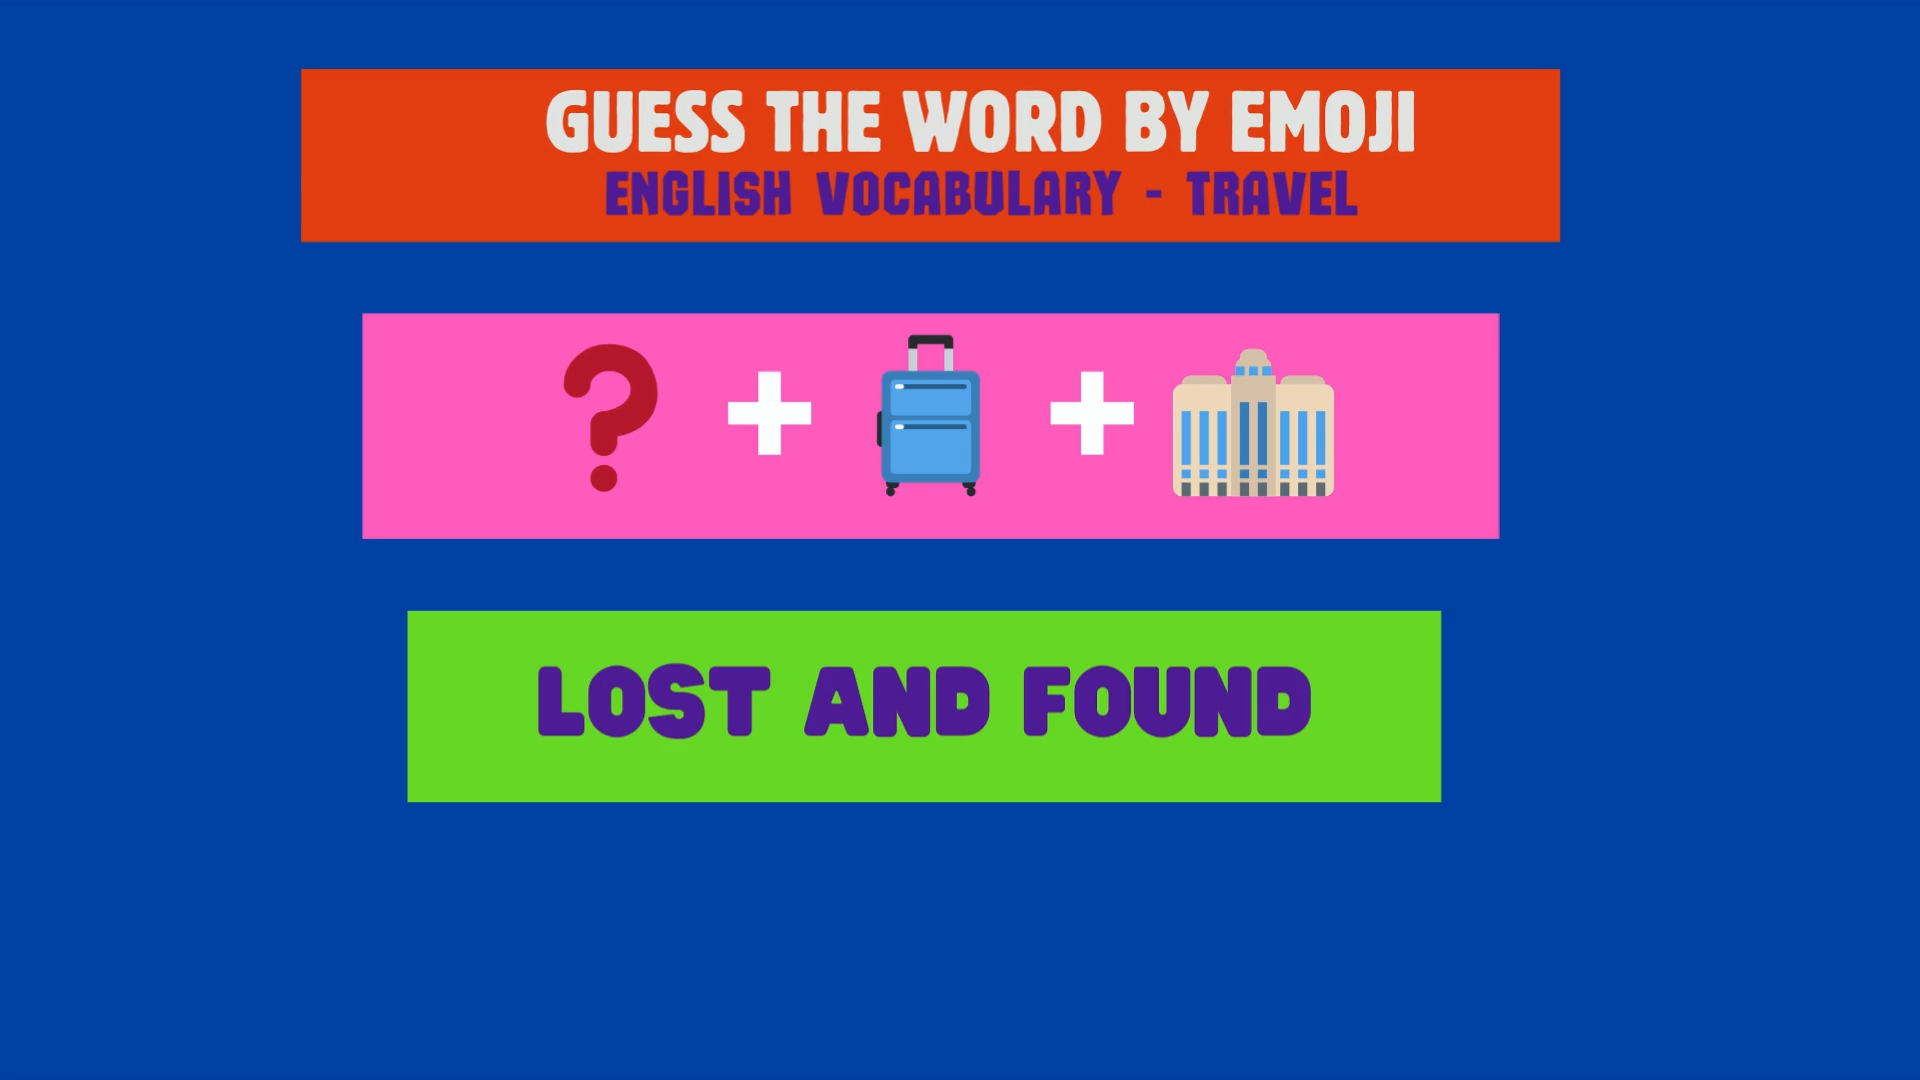 GUESS THE WORD BY EMOJI
ENGLISH VOCABULARY - TRAVEL
LOST AND FOUND